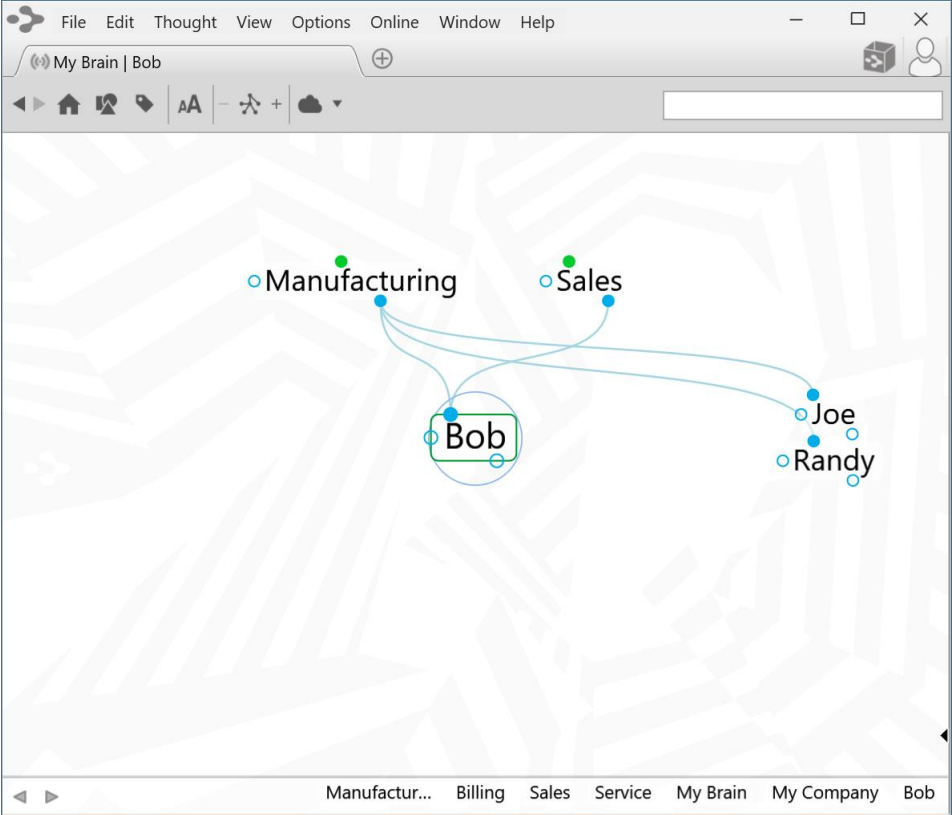 File Edit Thought View Options Online Window Help
My Brain | Bob
AA
Manufacturing Sales
Bob
Joe
Randy
Manufactur... Billing Sales Service My Brain My Company Bob